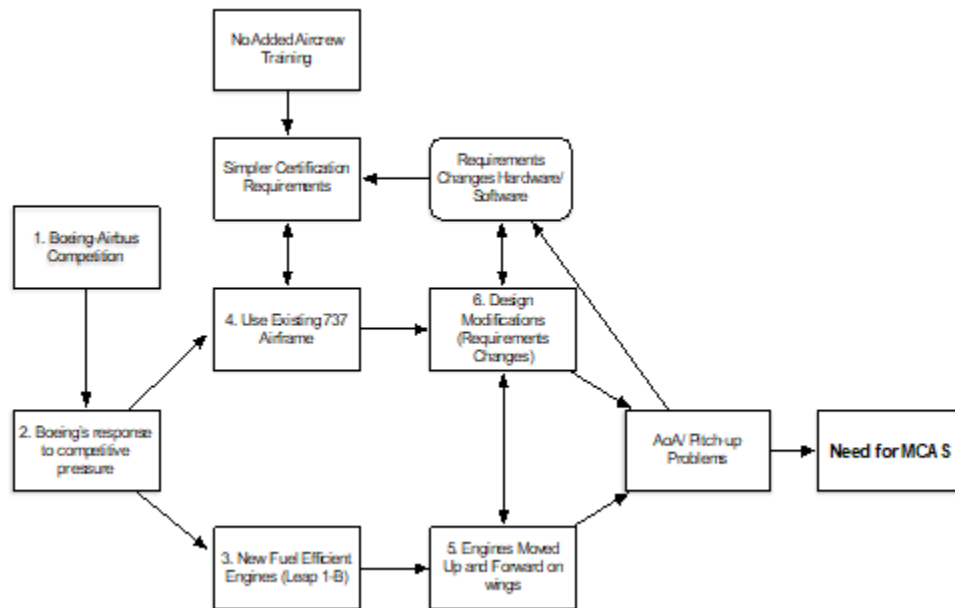 No Added Aircrew
Training
Simpler Certification
Requirements
Requirements
Changes Hardware/
Software
1. Boeing-Airbus
Competition
4. Use Existing 737
Airframe
6. Design
Modifications
(Requirements
Changes)
2. Boeing's response
to competitive
pressure
AoA/ Pitch-up
Problems
Need for MCAS
3. New Fuel Efficient
Engines (Leap 1-B)
5. Engines Moved
Up and Forward on
wings